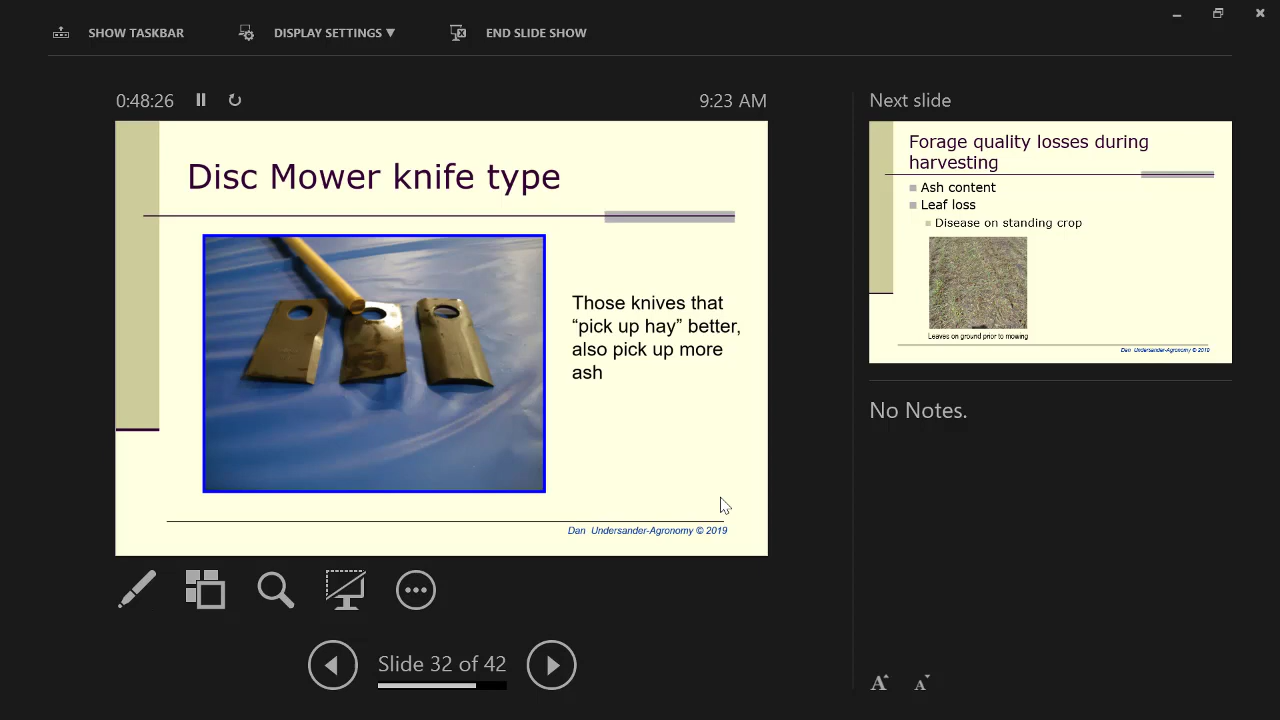 SHOW TASKBAR
DISPLAY SETTINGS ▼
END SLIDE SHOW
0:48:26
9:23 AM
Disc Mower knife type
Those knives that
“pick up hay” better,
also pick up more
ash
Dan Undersander-Agronomy © 2019
Slide 32 of 42
Next slide
Forage quality losses during
harvesting
Ash content
Leaf loss
Disease on standing crop
Leaves on ground prior to mowing
Dan Undersander-Agronomy © 2019
No Notes.
A A